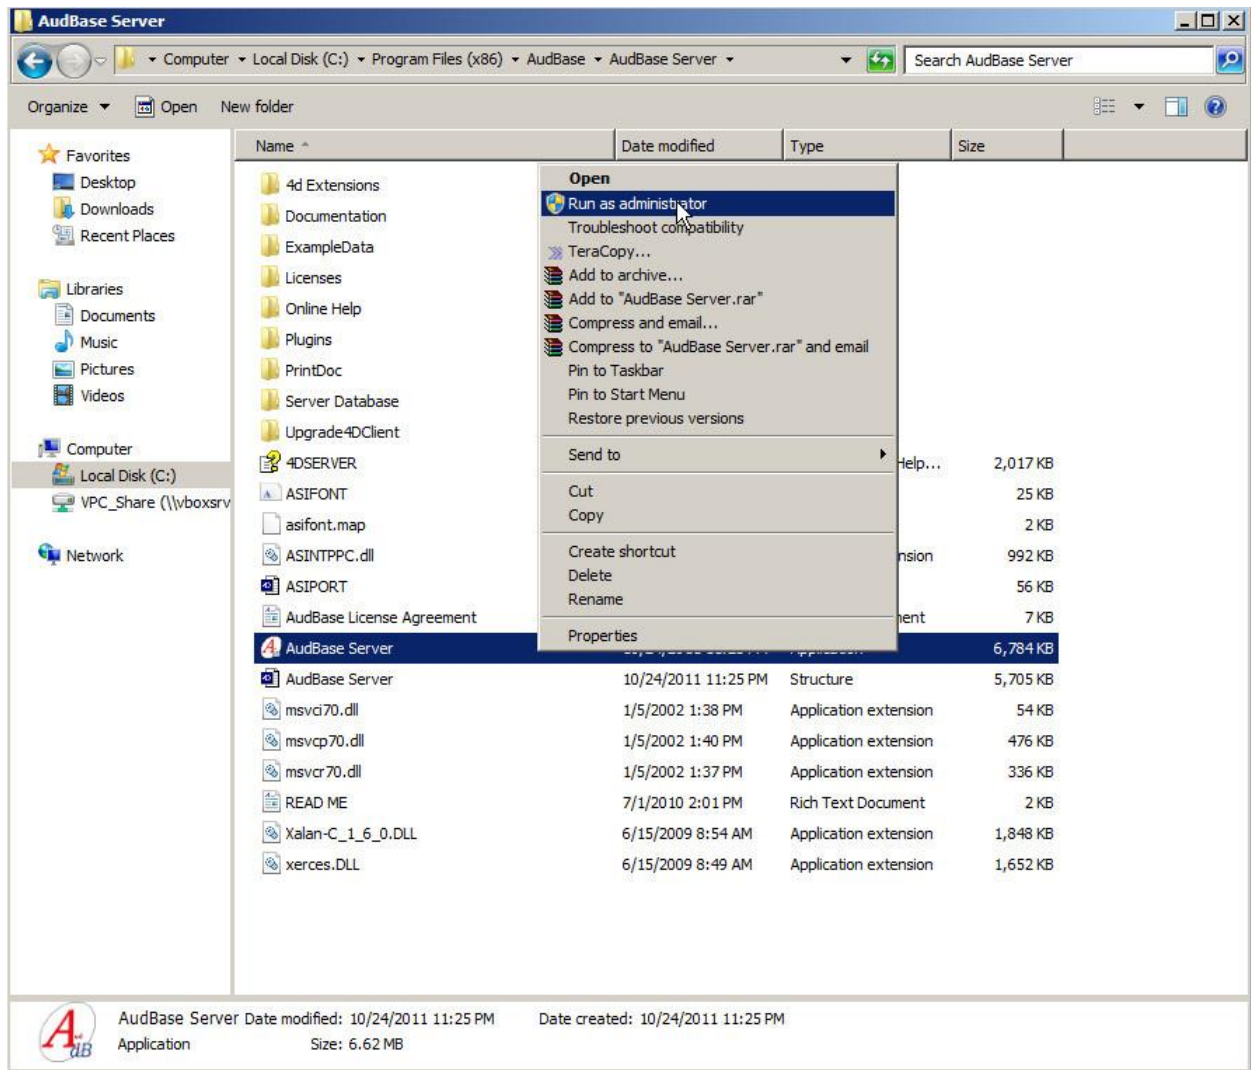 AudBase Server
Computer Local Disk (C:) Program Files (x86) AudBase AudBase Server Search AudBase Server
Organize Open New folder
Favorites
Desktop
Downloads
Recent Places
Libraries
Documents
Music
Pictures
Videos
Computer
Local Disk (C:)
VPC_Share (\\vboxsrv
Network
Name Date modified Type Size
4d Extensions
Documentation
ExampleData
Licenses
Online Help
Plugins
PrintDoc
Server Database
Upgrade4DClient
4DSERVER Help... 2,017 KB
ASIFONT 25 KB
asifont.map 2 KB
ASINTPPC.dll nsion 992 KB
ASIPORT 56 KB
AudBase License Agreement ment 7 KB
AudBase Server 6,784 KB
AudBase Server 10/24/2011 11:25 PM Structure 5,705 KB
msvci70.dll 1/5/2002 1:38 PM Application extension 54 KB
msvcp70.dll 1/5/2002 1:40 PM Application extension 476 KB
msvcr70.dll 1/5/2002 1:37 PM Application extension 336 KB
READ ME 7/1/2010 2:01 PM Rich Text Document 2 KB
Xalan-C_1_6_0.DLL 6/15/2009 8:54 AM Application extension 1,848 KB
xerces.DLL 6/15/2009 8:49 AM Application extension 1,652 KB
Open
Run as administrator
Troubleshoot compatibility
TeraCopy...
Add to archive...
Add to "AudBase Server.rar"
Compress and email...
Compress to "AudBase Server.rar" and email
Pin to Taskbar
Pin to Start Menu
Restore previous versions
Send to
Cut
Copy
Create shortcut
Delete
Rename
Properties
AudBase Server Date modified: 10/24/2011 11:25 PM Date created: 10/24/2011 11:25 PM
Application Size: 6.62 MB